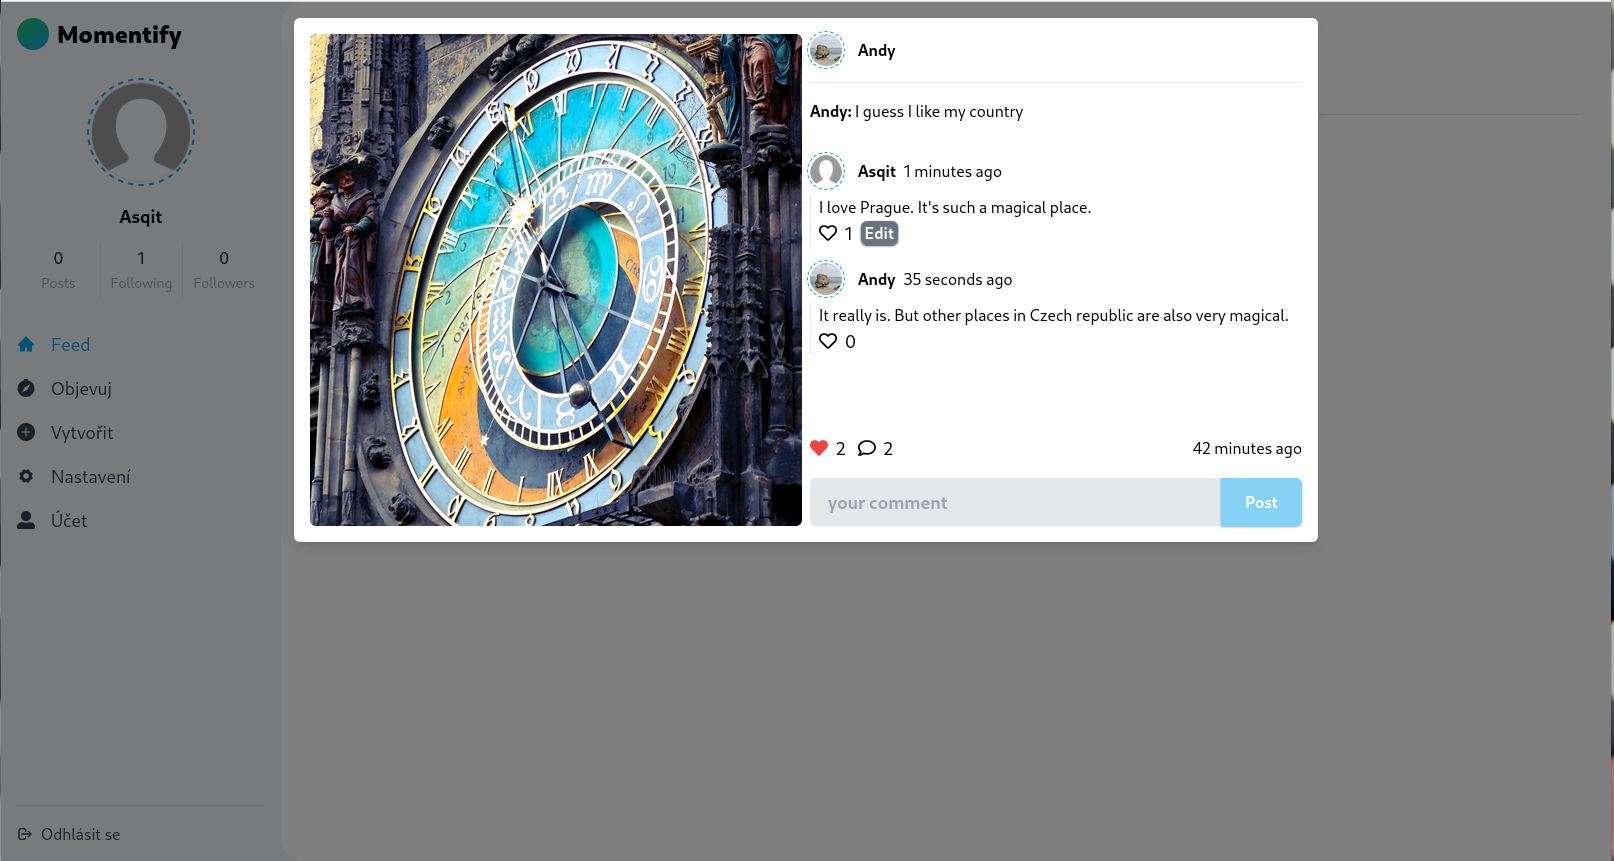 Momentify
Asqit
0 1 0
Posts Following Followers
Feed
Objevuj
Vytvořit
Nastavení
Účet
Odhlásit se
Andy
Andy: I guess I like my country
Asqit 1 minutes ago
I love Prague. It's such a magical place.
1 Edit
Andy 35 seconds ago
It really is. But other places in Czech republic are also very magical.
0
2 2 42 minutes ago
your comment Post